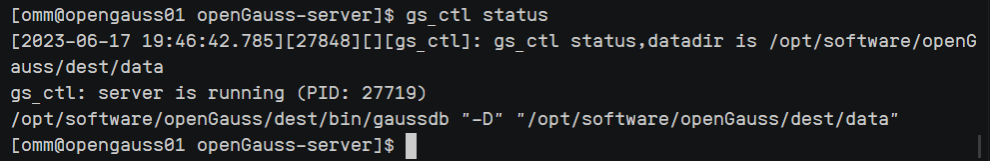 [omm@opengauss01 openGauss-server]$ gs_ctl status
[2023-06-17 19:46:42.785][27848][][gs_ctl]: gs_ctl status,datadir is /opt/software/openG
auss/dest/data
gs_ctl: server is running (PID: 27719)
/opt/software/openGauss/dest/bin/gaussdb "-D" "/opt/software/openGauss/dest/data"
[omm@opengauss01 openGauss-server]$